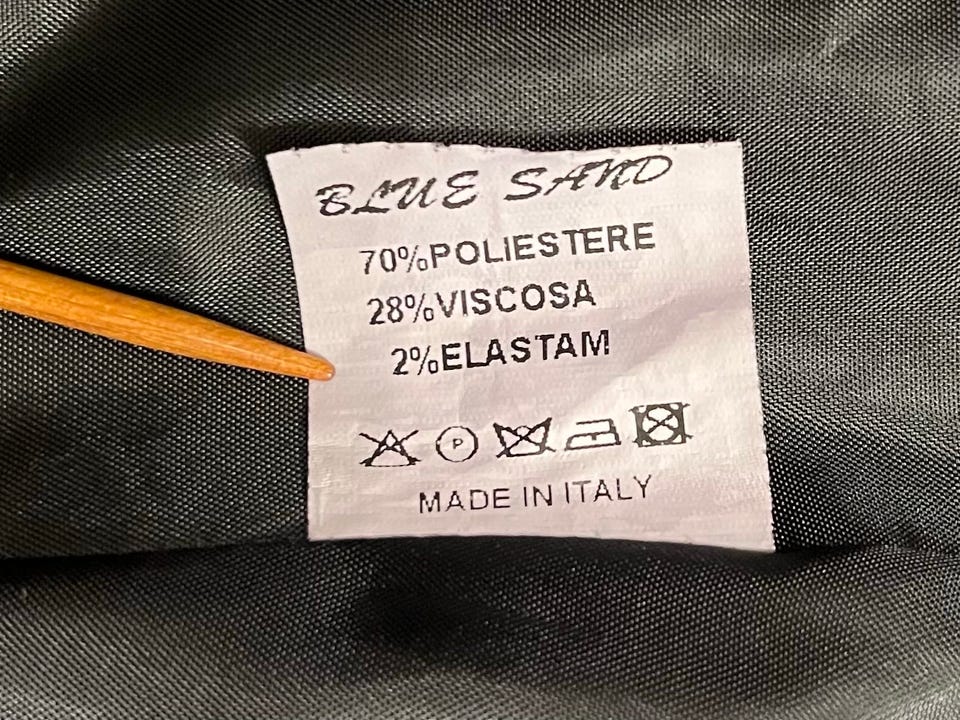 BLUE SAND
70%POLIESTERE
28%VISCOSA
2%ELASTAM
P
MADE IN ITALY